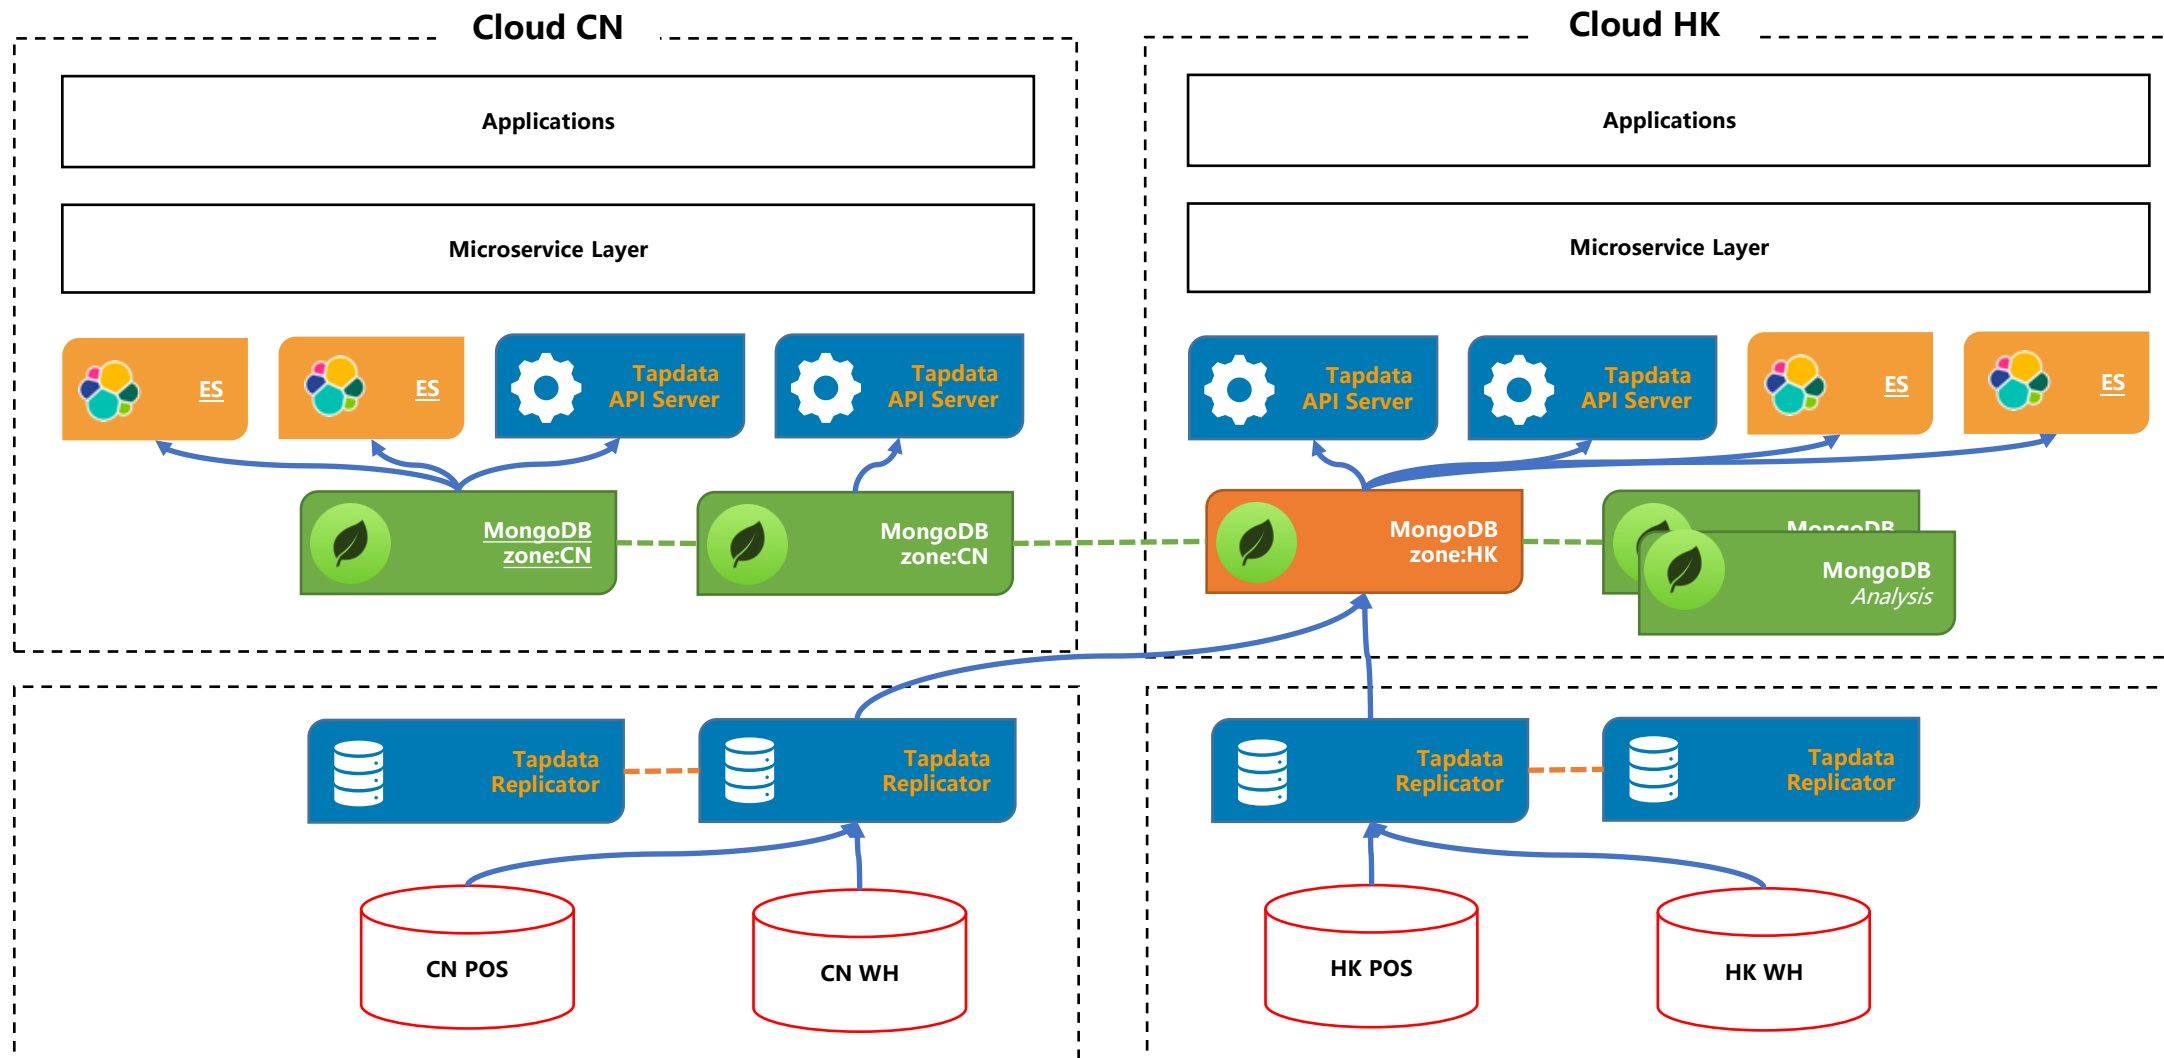 Cloud CN
Cloud HK
Applications
Applications
Microservice Layer
Microservice Layer
ES
ES
Tapdata
API Server
Tapdata
API Server
Tapdata
API Server
Tapdata
API Server
ES
ES
MongoDB
zone:CN
MongoDB
zone:CN
MongoDB
zone:HK
MongoDB
MongoDB
Analysis
Tapdata
Replicator
Tapdata
Replicator
Tapdata
Replicator
Tapdata
Replicator
CN POS
CN WH
HK POS
HK WH